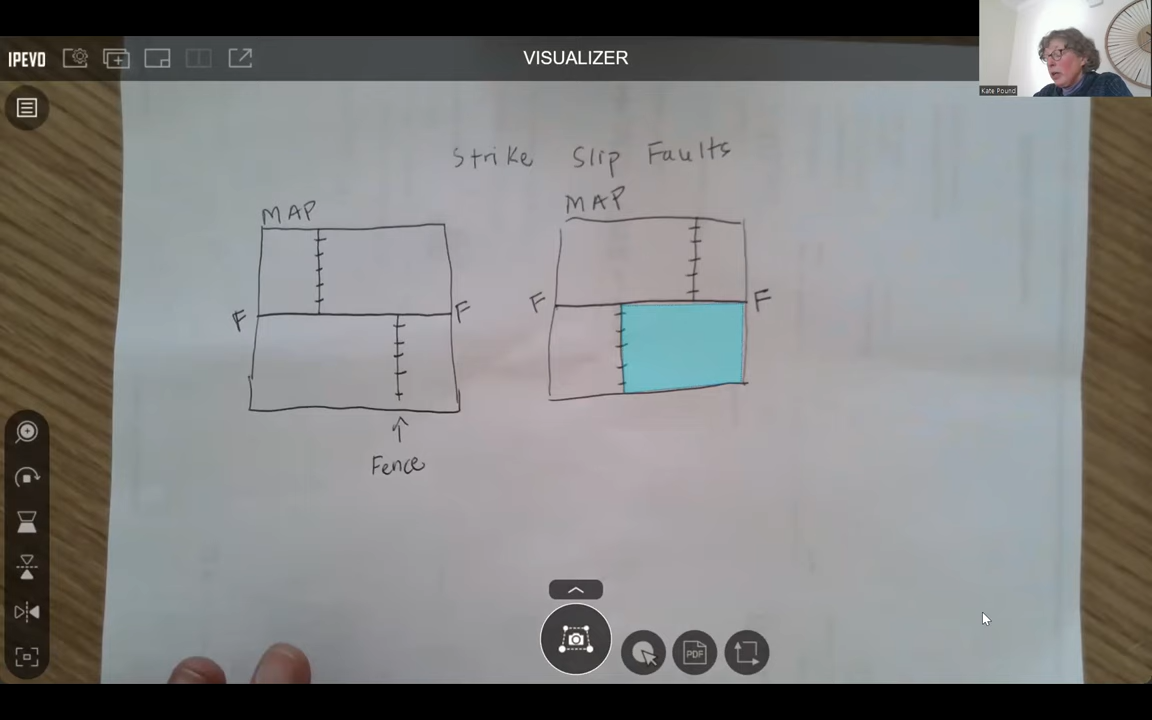 IPEVO
VISUALIZER
Kate Pound
Strike Slip Faults
MAP
MAP
F
F
F
F
Fence
PDF